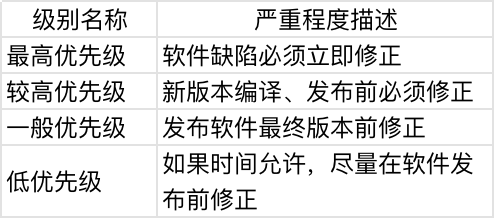 级别名称 严重程度描述
最高优先级 软件缺陷必须立即修正
较高优先级 新版本编译、发布前必须修正
一般优先级 发布软件最终版本前修正
低优先级 如果时间允许，尽量在软件发
布前修正